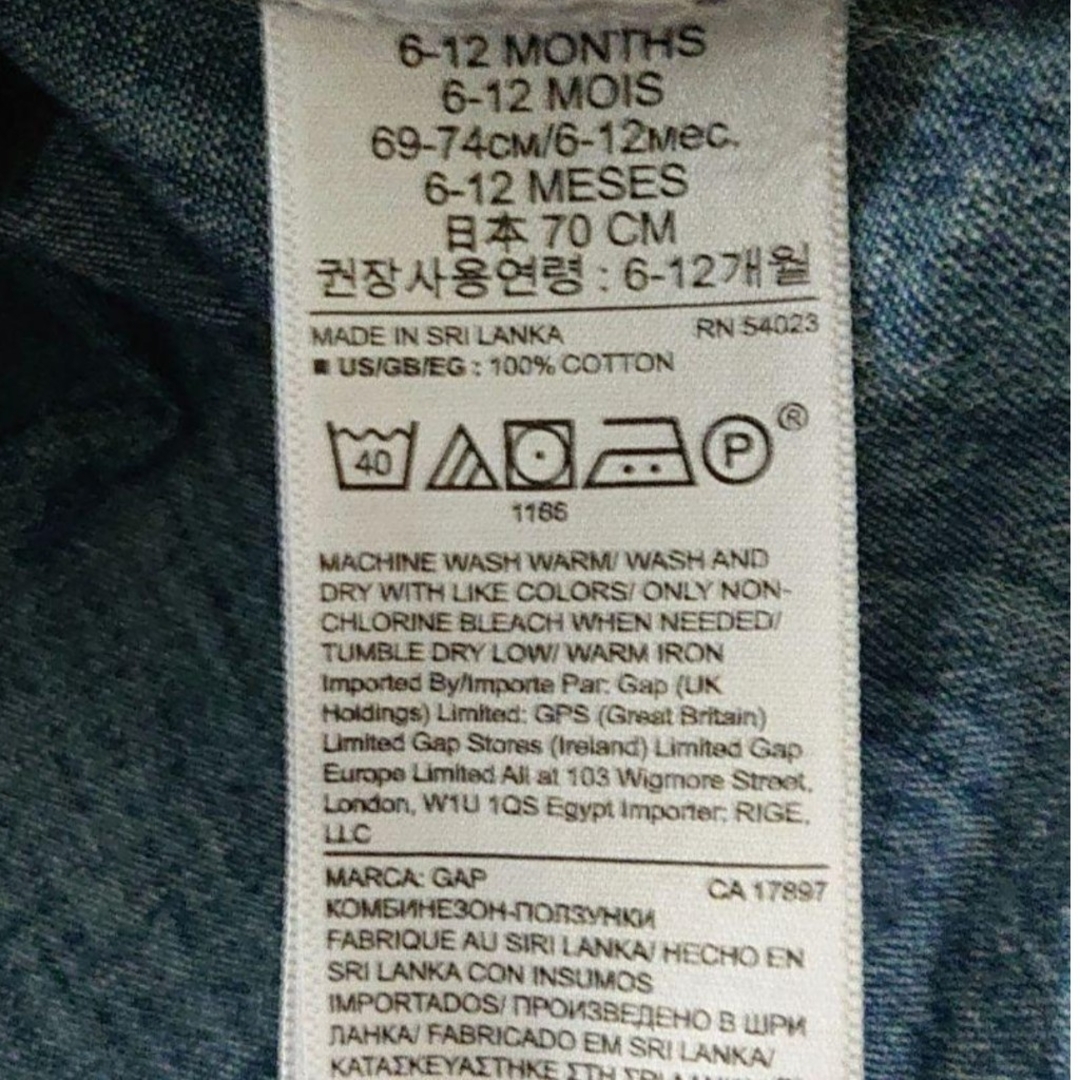 6-12 MONTHS
6-12 MOIS
69-74см/6-12мес.
6-12 MESES
日本 70 CM
권장사용연령 : 6-12개월
MADE IN SRI LANKA RN 54023
■ US/GB/EG : 100% COTTON
40 P ®
1166
MACHINE WASH WARM/ WASH AND
DRY WITH LIKE COLORS/ ONLY NON-
CHLORINE BLEACH WHEN NEEDED/
TUMBLE DRY LOW/ WARM IRON
Imported By/Importe Par: Gap (UK
Holdings) Limited: GPS (Great Britain)
Limited Gap Stores (Ireland) Limited Gap
Europe Limited All at 103 Wigmore Street,
London, W1U 1QS Egypt Importer: RIGE,
LLC
MARCA: GAP CA 17897
КОМБИНЕЗОН-ПОЛЗУНКИ
FABRIQUE AU SIRI LANKA/ HECHO EN
SRI LANKA CON INSUMOS
IMPORTADOS/ ПРОИЗВЕДЕНО В ШРИ
ЛАНКА/ FABRICADO EM SRI LANKA/
ΚΑΤΑΣΚΕΥΑΣΤΗΚΕ ΣΤΗ ΣΡΙ ΛΑΝΚΑ/